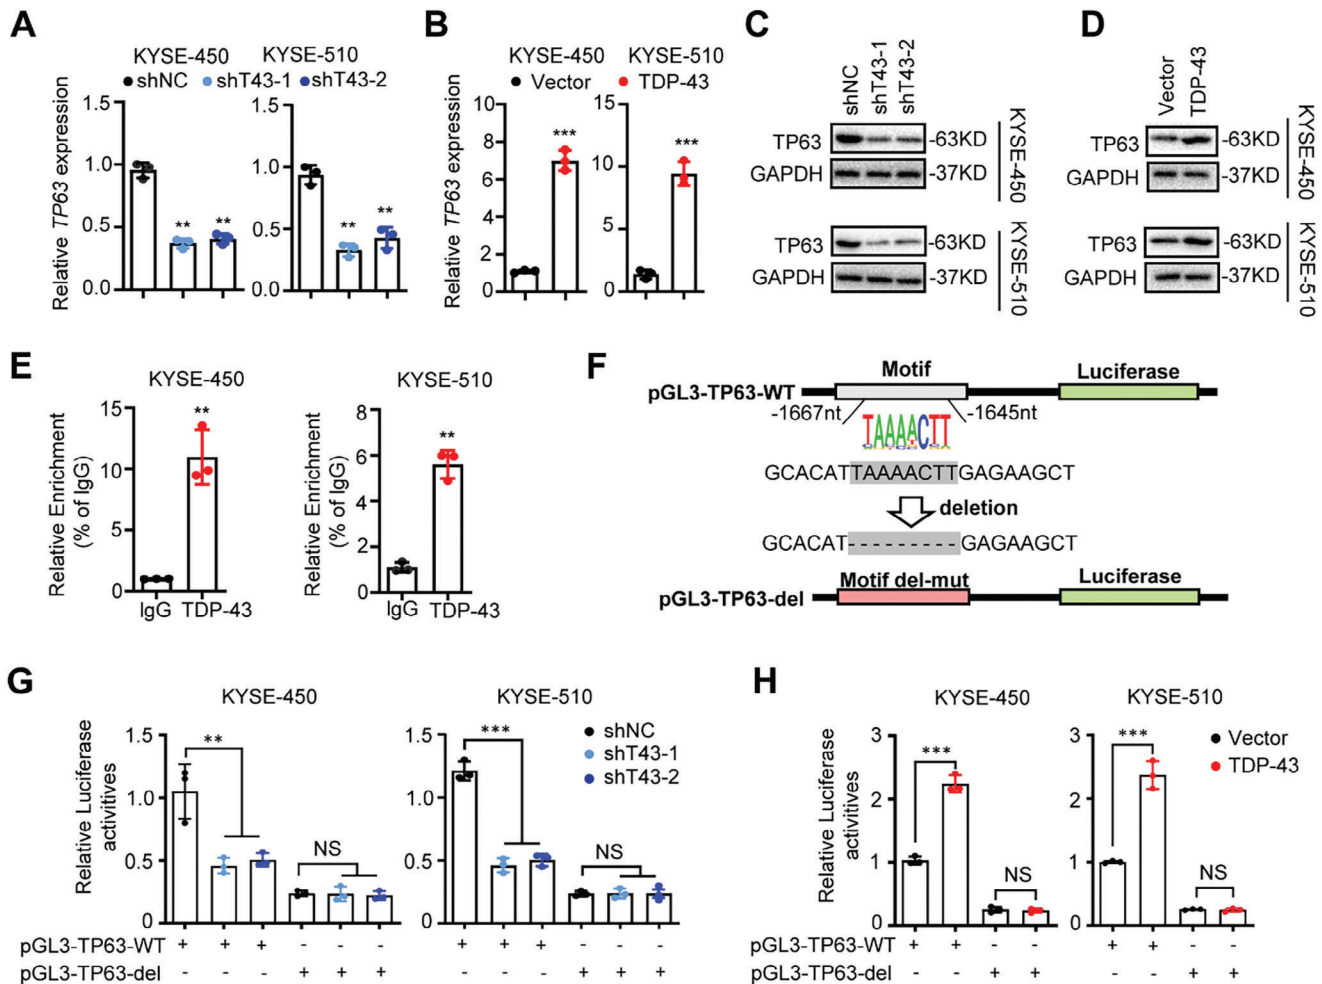 A
KYSE-450 KYSE-510
shNC shT43-1 shT43-2
Relative TP63 expression
1.5
1.0
0.5
0.0
** **
1.5
1.0
0.5
0.0
** **
B
KYSE-450 KYSE-510
Vector TDP-43
Relative TP63 expression
10
8
6
4
2
0
***
15
10
5
0
***
C
shNC shT43-1 shT43-2
TP63 -63KD
GAPDH -37KD
KYSE-450
TP63 -63KD
GAPDH -37KD
KYSE-510
D
Vector TDP-43
TP63 -63KD
GAPDH -37KD
KYSE-450
TP63 -63KD
GAPDH -37KD
KYSE-510
E
KYSE-450
Relative Enrichment
(% of IgG)
15
10
5
0
**
IgG TDP-43
KYSE-510
Relative Enrichment
(% of IgG)
8
6
4
2
0
**
IgG TDP-43
F
Motif Luciferase
pGL3-TP63-WT
-1667nt -1645nt
TAAAACTT
GCACATTAAAACTTGAGAAGCT
deletion
GCACAT--------GAGAAGCT
Motif del-mut Luciferase
pGL3-TP63-del
G
KYSE-450 KYSE-510
Relative Luciferase
activitives
1.5
1.0
0.5
0
** NS
1.5
1.0
0.5
0
*** NS
shNC
shT43-1
shT43-2
pGL3-TP63-WT + + + - - - + + + - - -
pGL3-TP63-del - - - + + + - - - + + +
H
KYSE-450 KYSE-510
Relative Luciferase
activitives
3
2
1
0
*** NS
3
2
1
0
*** NS
Vector
TDP-43
pGL3-TP63-WT + + - - + + - -
pGL3-TP63-del - - + + - - + +